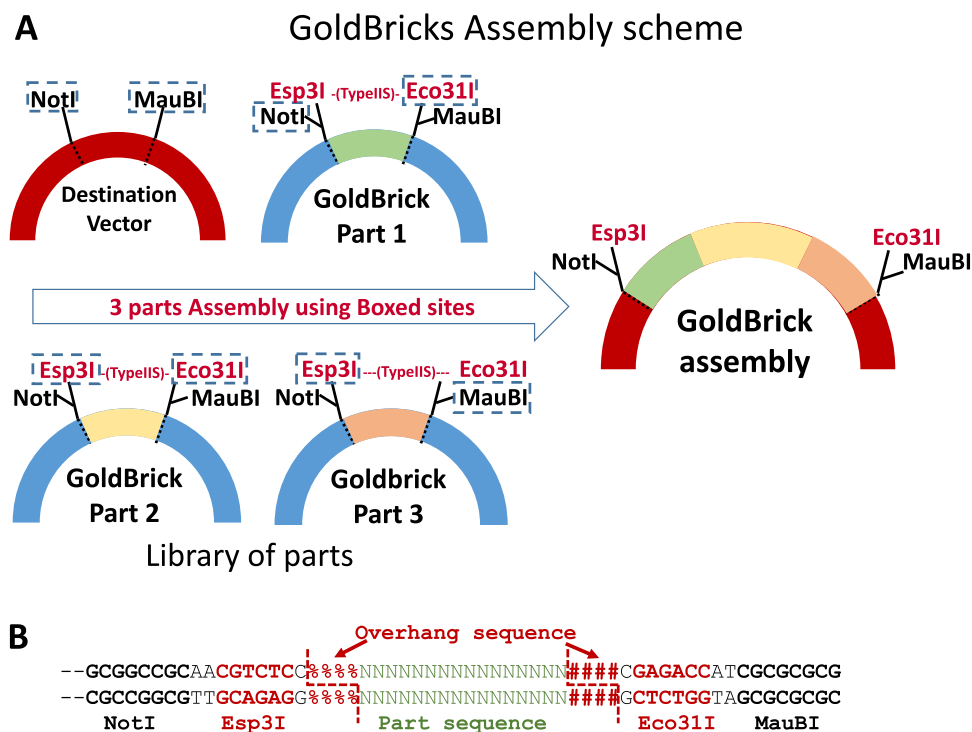 A
GoldBricks Assembly scheme
NotI
MauBI
Destination
Vector
Esp3I -(TypeIIS)- Eco31I
NotI
MauBI
GoldBrick
Part 1
3 parts Assembly using Boxed sites
Esp3I -(TypeIIS)- Eco31I
NotI
MauBI
GoldBrick
Part 2
Esp3I ---(TypeIIS)--- Eco31I
NotI
MauBI
Goldbrick
Part 3
Library of parts
Esp3I
NotI
Eco31I
MauBI
GoldBrick
assembly
B
Overhang sequence
--GCGGCCGCAACGTCTCC%%%%NNNNNNNNNNNNNNNN####CGAGACCATCGCGCGCG
--CGCCGGCGTTGCAGAGG%%%%NNNNNNNNNNNNNNNN####GCTCTGGTAGCGCGCGC
NotI Esp3I Part sequence Eco31I MauBI